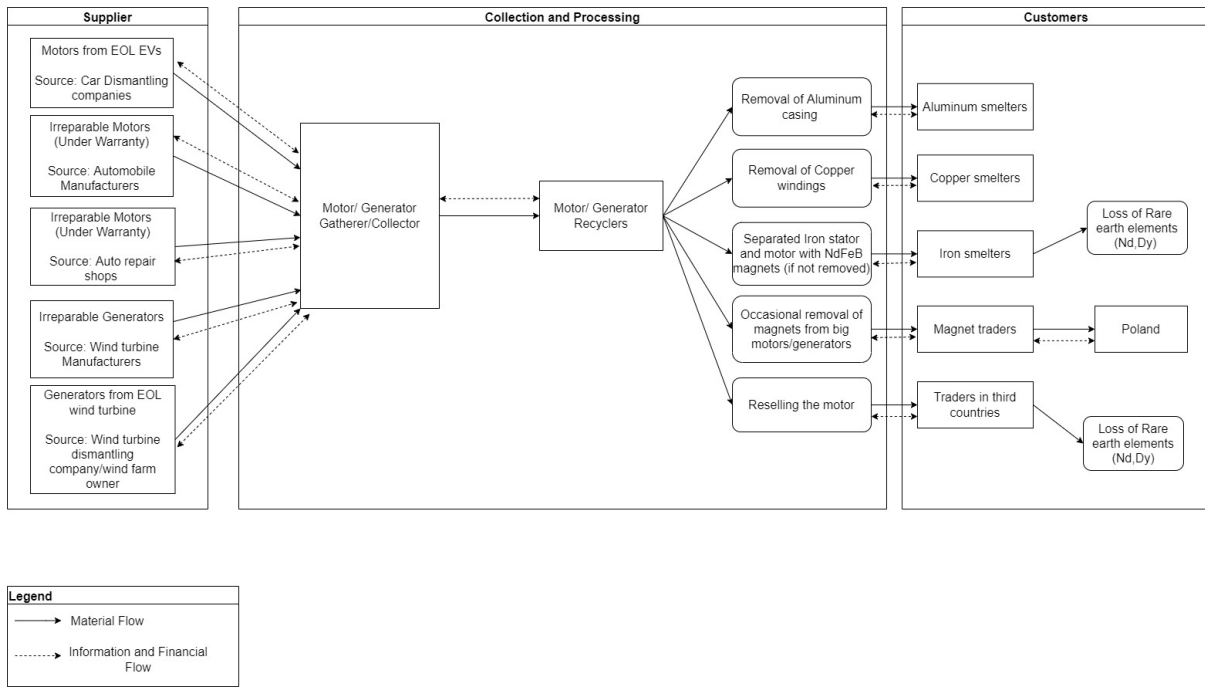 Supplier
Motors from EOL EVs
Source: Car Dismantling
companies
Irreparable Motors
(Under Warranty)
Source: Automobile
Manufacturers
Irreparable Motors
(Under Warranty)
Source: Auto repair
shops
Irreparable Generators
Source: Wind turbine
Manufacturers
Generators from EOL
wind turbine
Source: Wind turbine
dismantling
company/wind farm
owner
Collection and Processing
Motor/ Generator
Gatherer/Collector
Motor/ Generator
Recyclers
Removal of Aluminum
casing
Removal of Copper
windings
Separated Iron stator
and motor with NdFeB
magnets (if not removed)
Occasional removal of
magnets from big
motors/generators
Reselling the motor
Customers
Aluminum smelters
Copper smelters
Iron smelters
Loss of Rare
earth elements
(Nd,Dy)
Magnet traders
Poland
Traders in third
countries
Loss of Rare
earth elements
(Nd,Dy)
Legend
Material Flow
Information and Financial
Flow